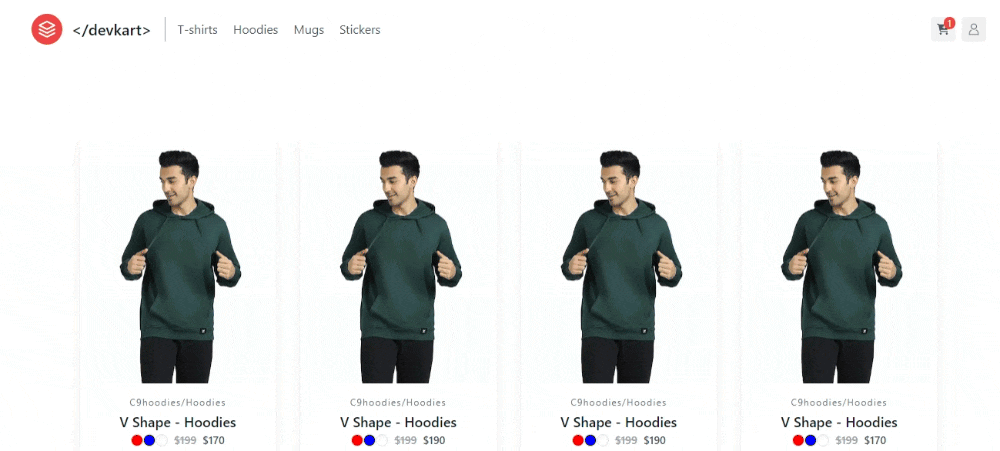 </devkart> T-shirts Hoodies Mugs Stickers 1
C9hoodies/Hoodies C9hoodies/Hoodies C9hoodies/Hoodies C9hoodies/Hoodies
V Shape - Hoodies V Shape - Hoodies V Shape - Hoodies V Shape - Hoodies
$199 $170 $199 $190 $199 $190 $199 $170